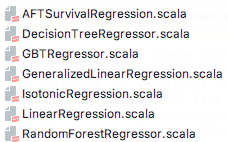 AFTSurvivalRegression.scala
DecisionTreeRegressor.scala
GBTRegressor.scala
GeneralizedLinearRegression.scala
IsotonicRegression.scala
LinearRegression.scala
RandomForestRegressor.scala